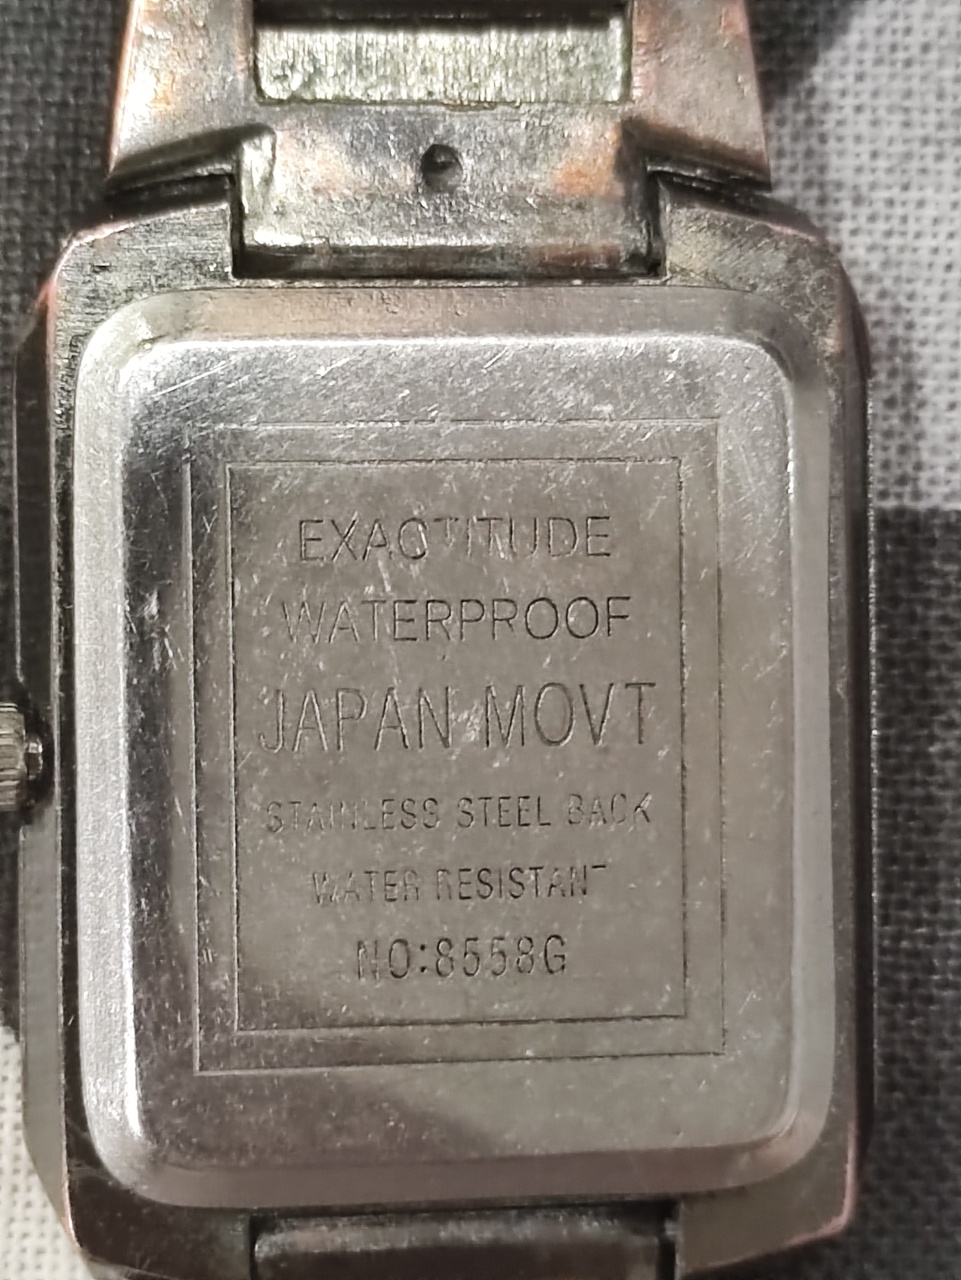 EXACTITUDE
WATERPROOF
JAPAN MOVT
STAINLESS STEEL BACK
WATER RESISTANT
NO:8558G